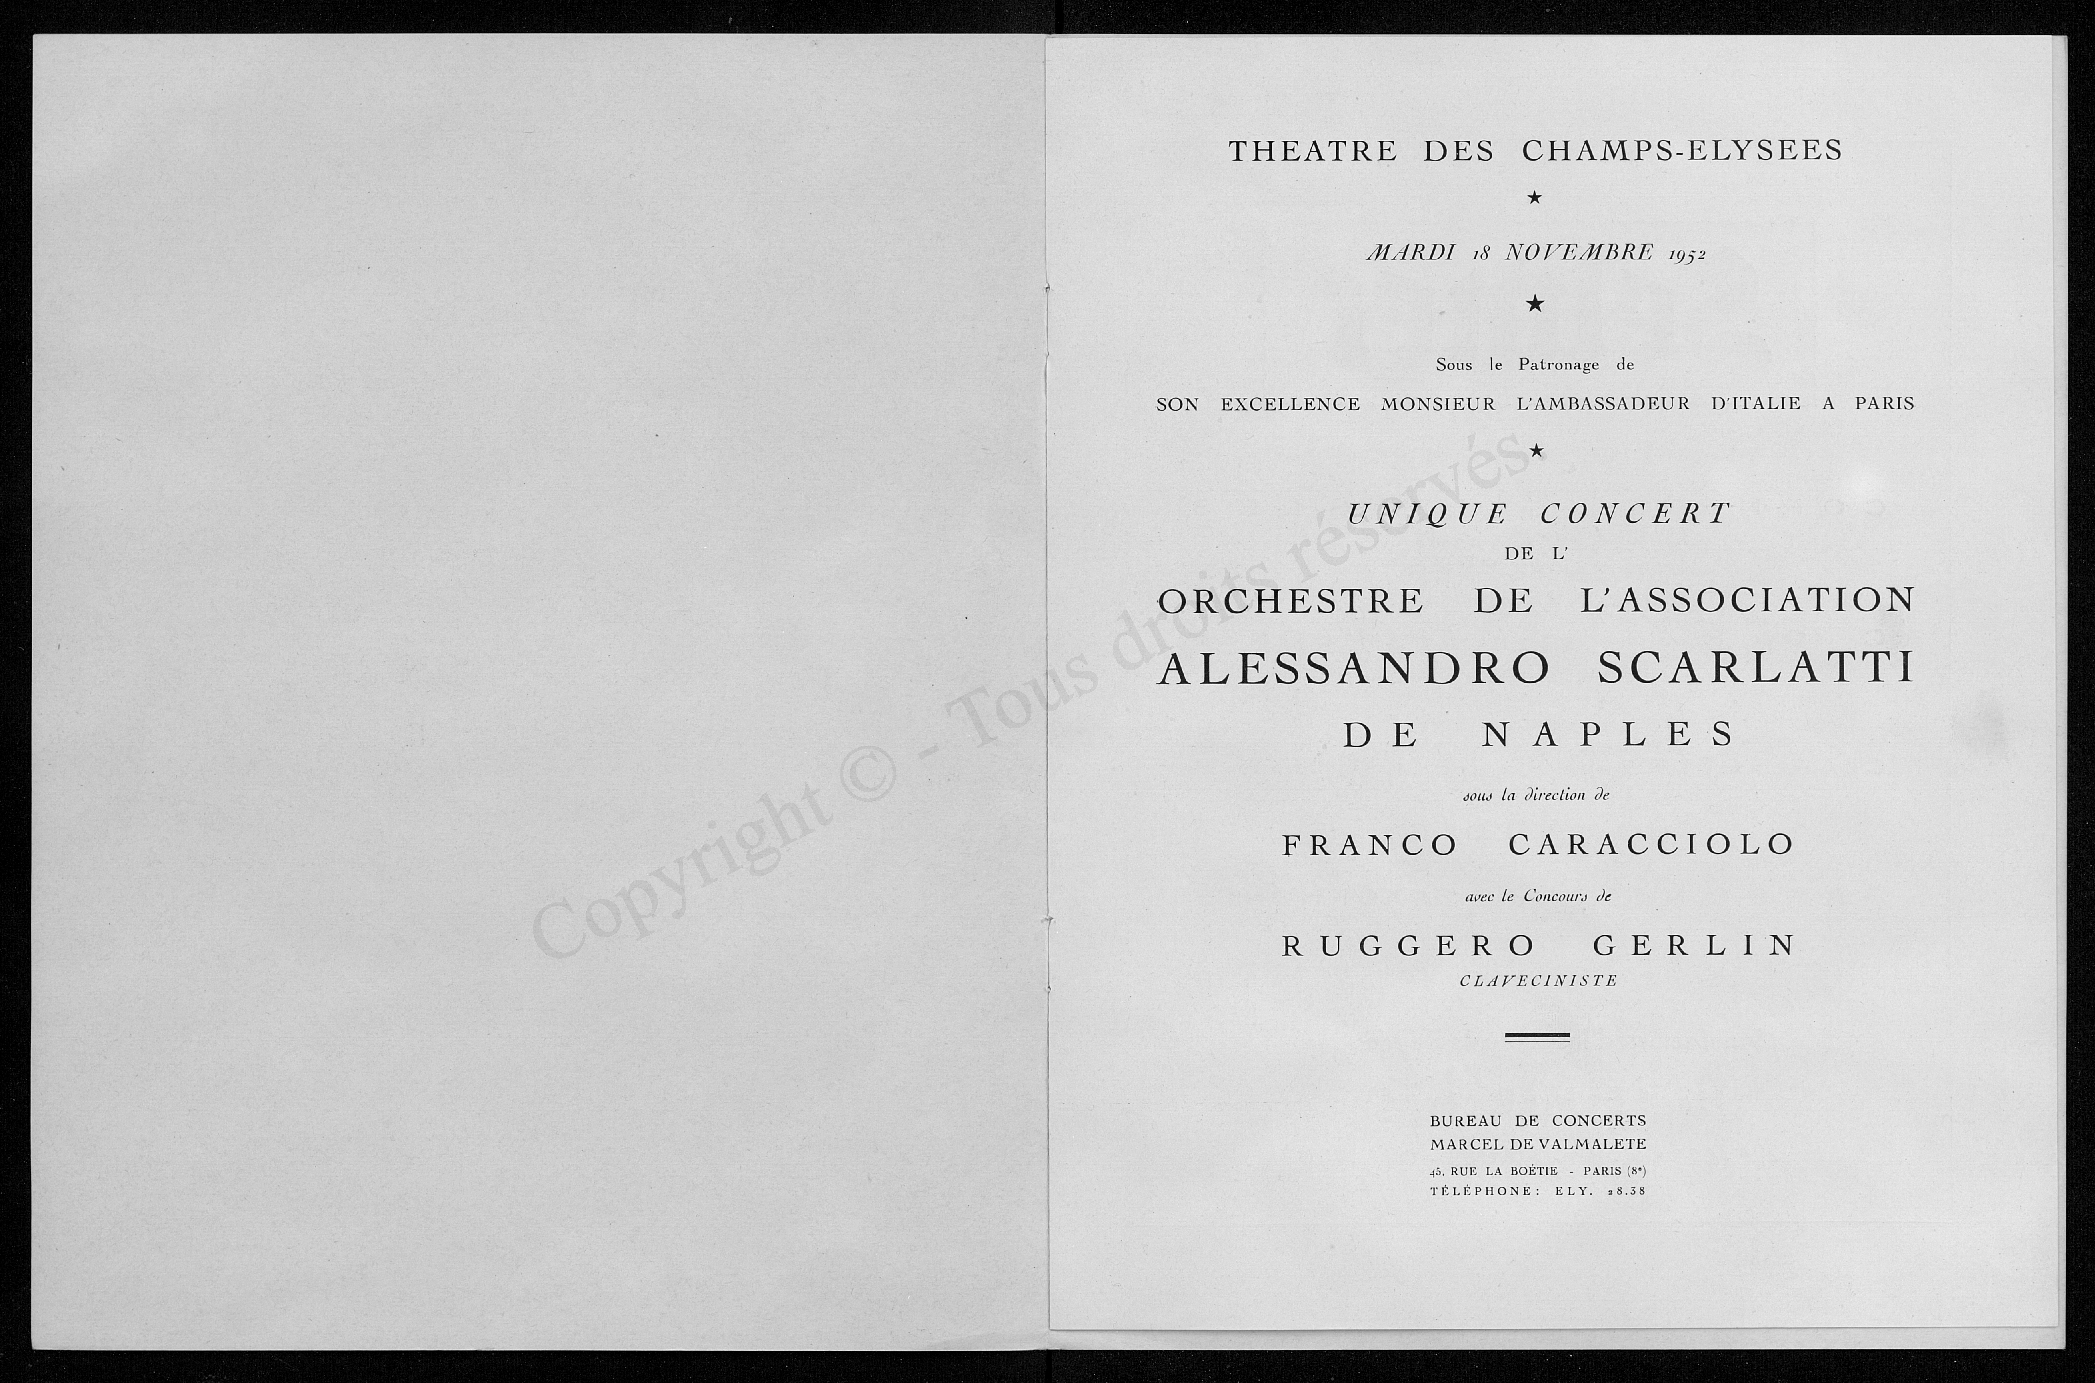 THEATRE DES CHAMPS-ELYSEES
★
MARDI 18 NOVEMBRE 1952
★
Sous le Patronage de
SON EXCELLENCE MONSIEUR L'AMBASSADEUR D'ITALIE A PARIS
★
UNIQUE CONCERT
DE L'
ORCHESTRE DE L'ASSOCIATION
ALESSANDRO SCARLATTI
DE NAPLES
sous la direction de
FRANCO CARACCIOLO
avec le Concours de
RUGGERO GERLIN
CLAVECINISTE
BUREAU DE CONCERTS
MARCEL DE VALMALETE
45, RUE LA BOÉTIE - PARIS (8e)
TÉLÉPHONE: ELY. 28.38
Copyright © - Tous droits réservés.